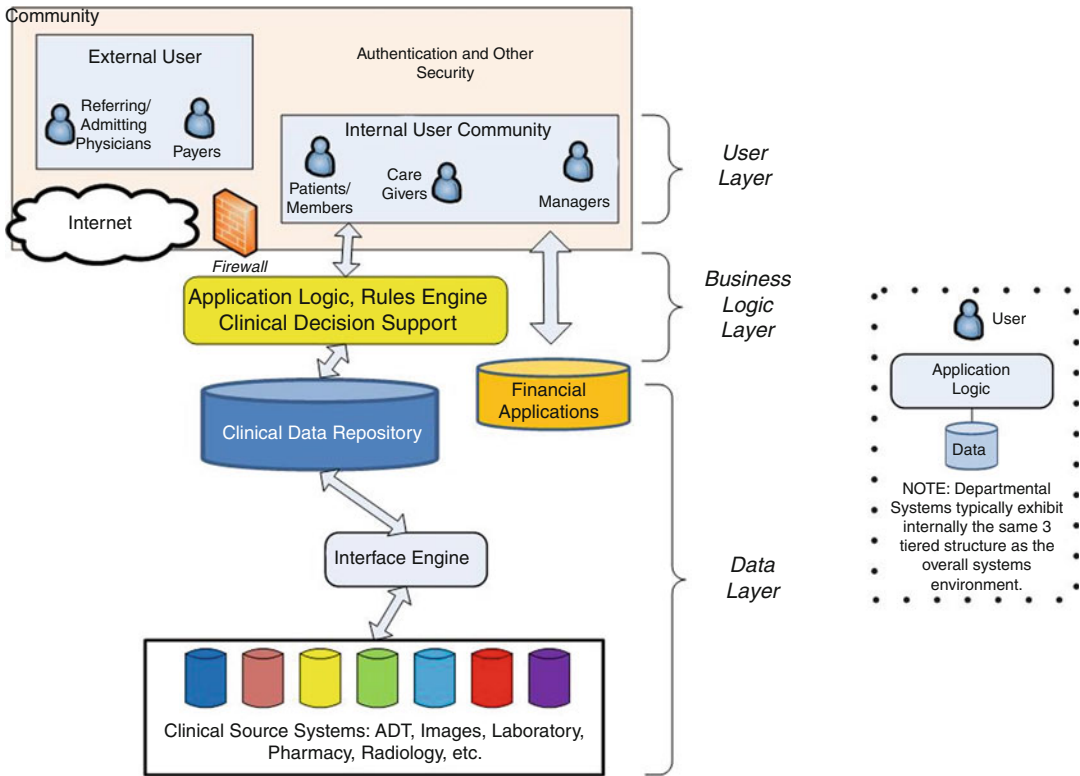 Community
External User
Referring/
Admitting
Physicians
Payers
Authentication and Other
Security
Internal User Community
Patients/
Members
Care
Givers
Managers
User
Layer
Internet
Firewall
Application Logic, Rules Engine
Clinical Decision Support
Business
Logic
Layer
Financial
Applications
Clinical Data Repository
Interface Engine
Data
Layer
Clinical Source Systems: ADT, Images, Laboratory,
Pharmacy, Radiology, etc.
User
Application
Logic
Data
NOTE: Departmental
Systems typically exhibit
internally the same 3
tiered structure as the
overall systems
environment.